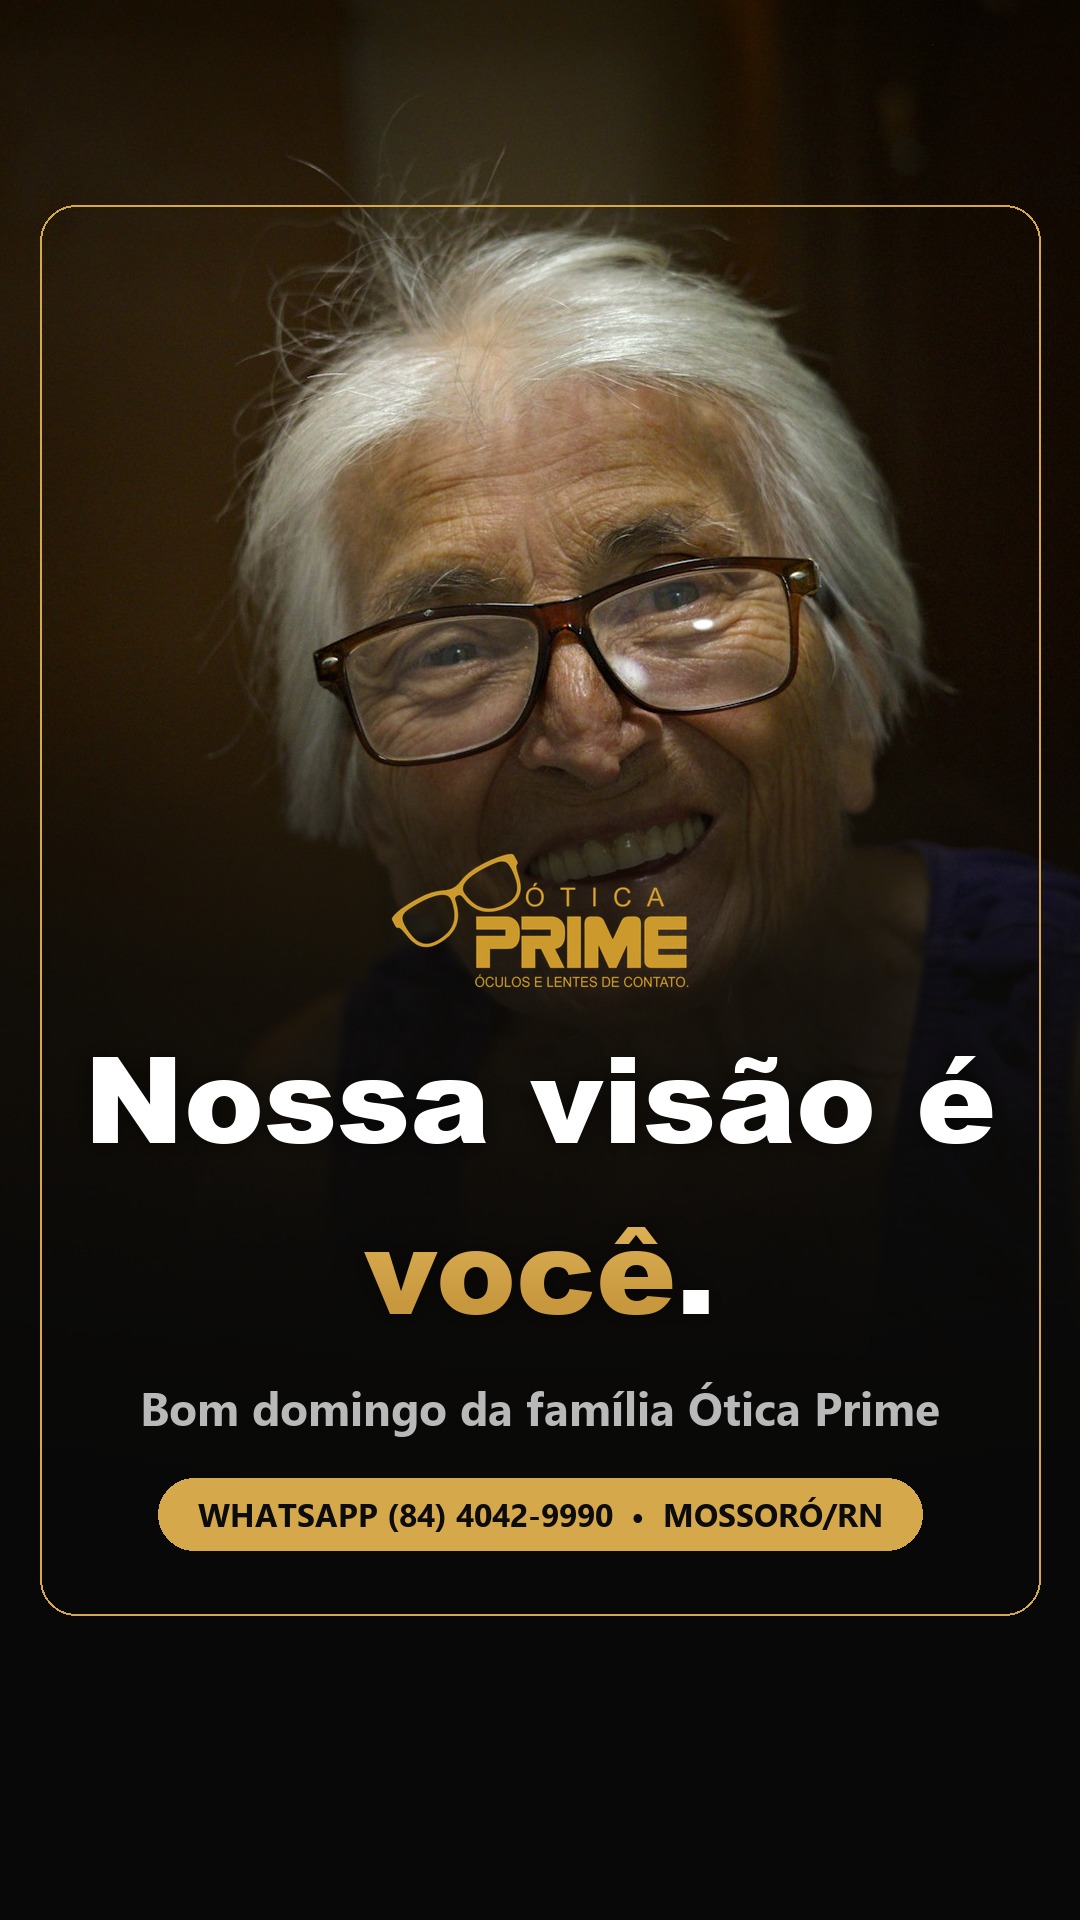 ÓTICA
PRIME
ÓCULOS E LENTES DE CONTATO.
Nossa visão é
você.
Bom domingo da família Ótica Prime
WHATSAPP (84) 4042-9990 • MOSSORÓ/RN